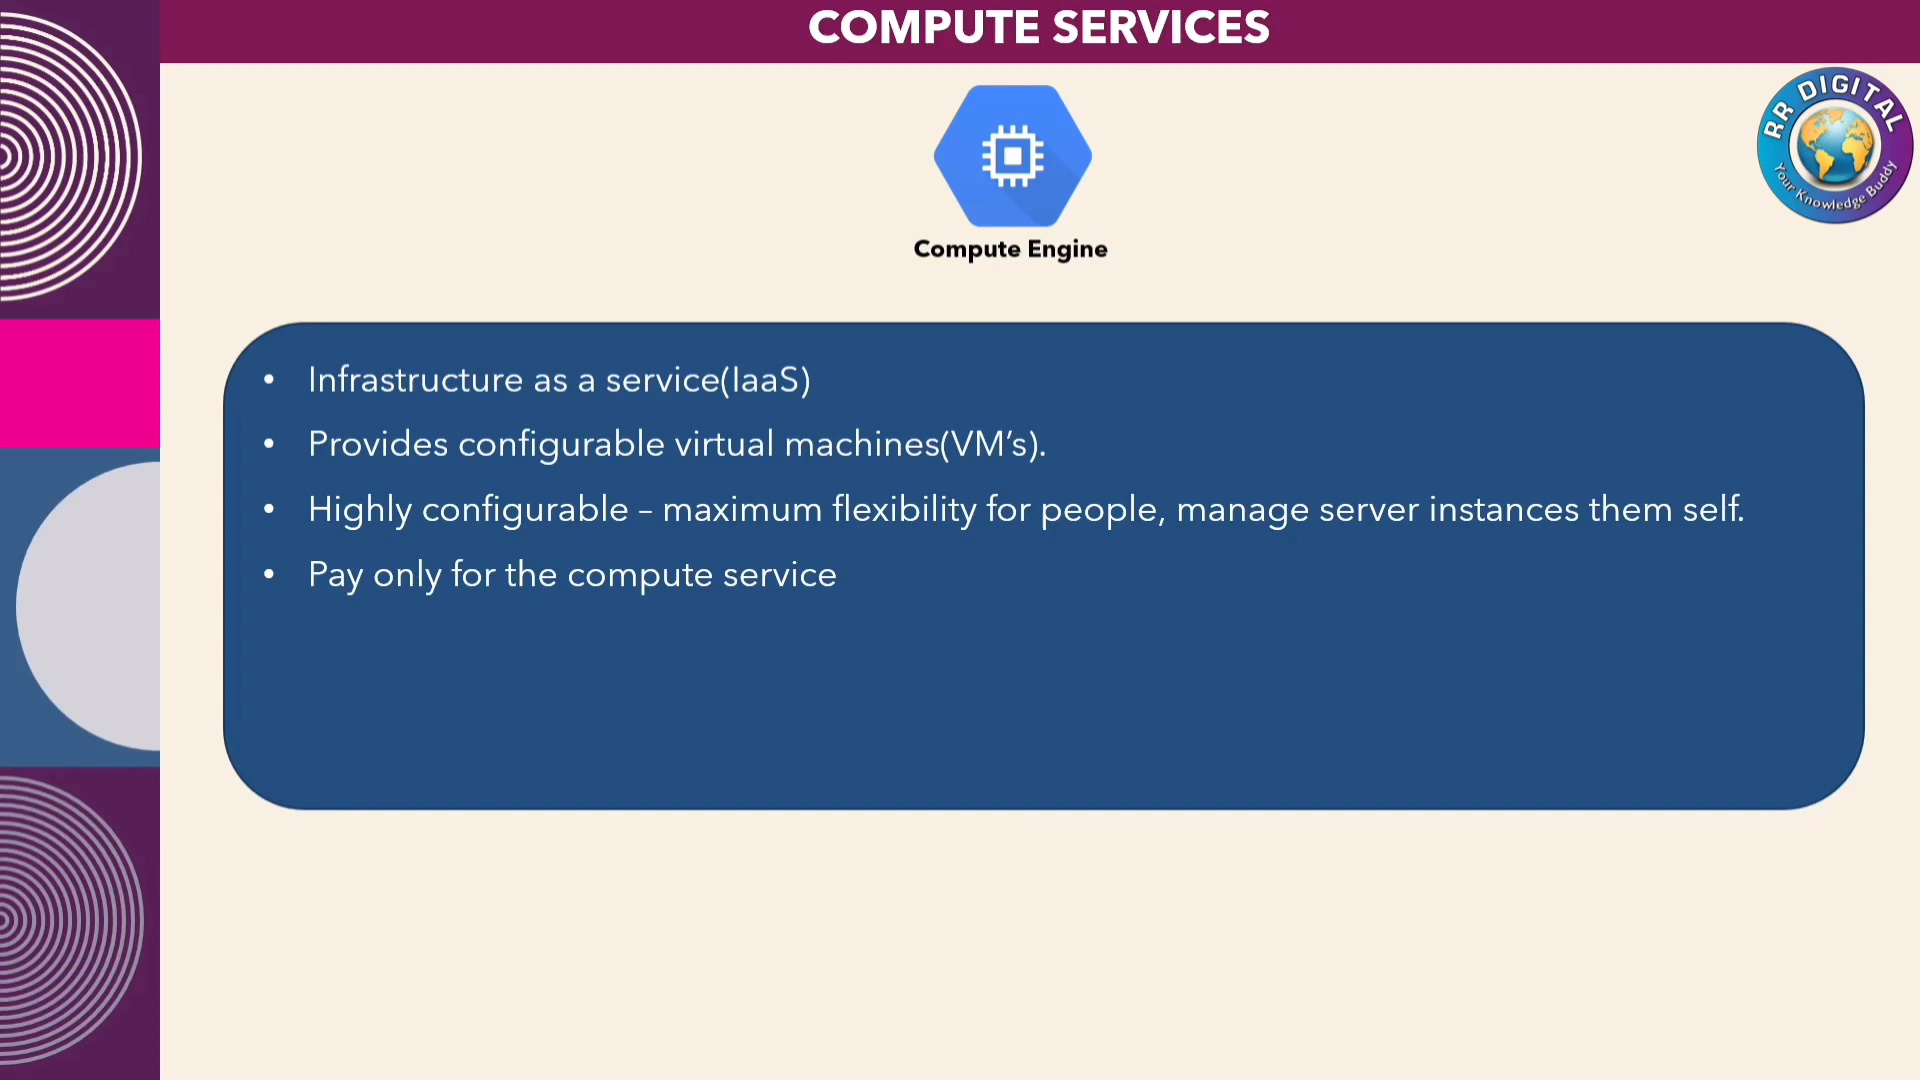 COMPUTE SERVICES
RR DIGITAL
Your Knowledge Buddy
Compute Engine
• Infrastructure as a service(IaaS)
• Provides configurable virtual machines(VM’s).
• Highly configurable – maximum flexibility for people, manage server instances them self.
• Pay only for the compute service